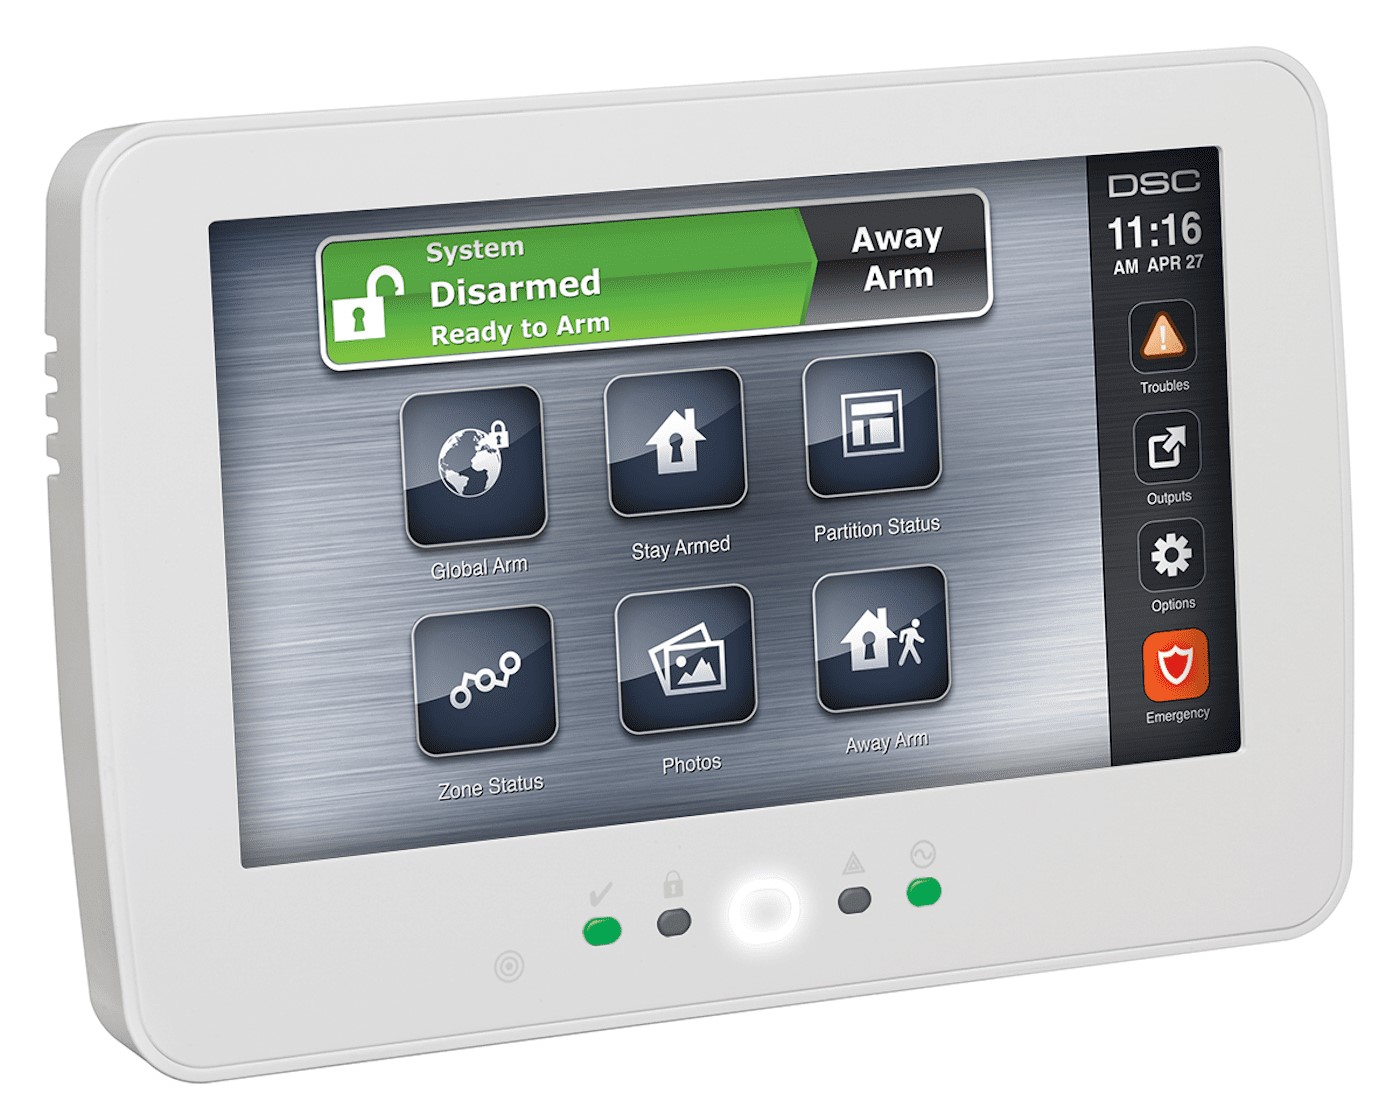 System
Disarmed
Ready to Arm
Away
Arm
DSC
11:16
AM APR 27
Troubles
Outputs
Options
Emergency
Global Arm
Stay Armed
Partition Status
Zone Status
Photos
Away Arm